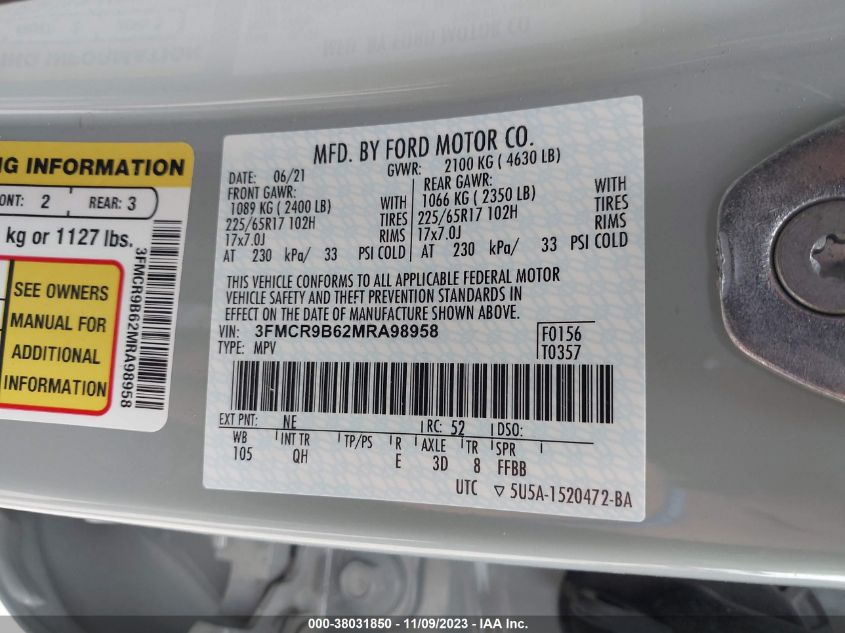 MFD. BY FORD MOTOR CO.
NG INFORMATION
ONT: 2 REAR: 3
kg or 1127 lbs.
SEE OWNERS
MANUAL FOR
ADDITIONAL
INFORMATION
3FMCR9B62MRA98958
MFD. BY FORD MOTOR CO.
DATE: 06/21 GVWR: 2100 KG ( 4630 LB)
FRONT GAWR: REAR GAWR:
1089 KG ( 2400 LB) WITH 1066 KG ( 2350 LB) WITH
225/65R17 102H TIRES 225/65R17 102H TIRES
17x7.0J RIMS 17x7.0J RIMS
AT 230 kPa/ 33 PSI COLD AT 230 kPa/ 33 PSI COLD
THIS VEHICLE CONFORMS TO ALL APPLICABLE FEDERAL MOTOR
VEHICLE SAFETY AND THEFT PREVENTION STANDARDS IN
EFFECT ON THE DATE OF MANUFACTURE SHOWN ABOVE.
VIN: 3FMCR9B62MRA98958 F0156
TYPE: MPV T0357
EXT PNT: NE RC: 52 DSO:
WB INT TR TP/PS R AXLE TR SPR
105 QH E 3D 8 FFBB
UTC ▽ 5U5A-1520472-BA
000-38031850 - 11/09/2023 - IAA Inc.